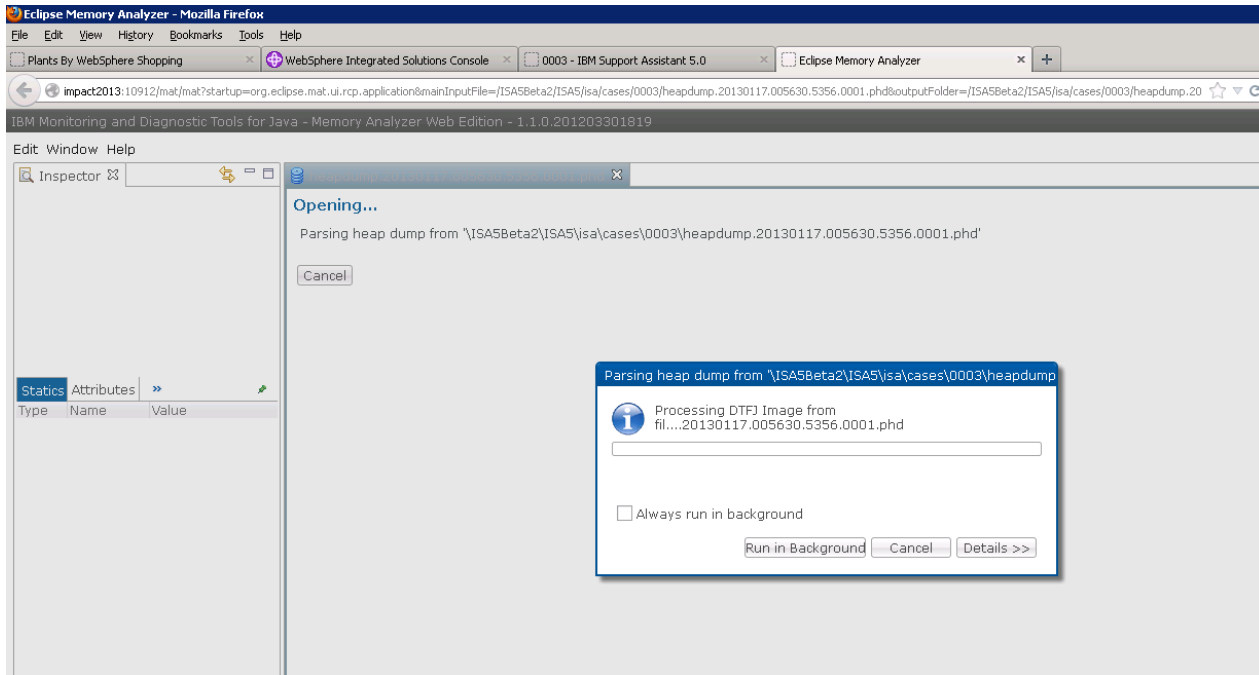 Eclipse Memory Analyzer - Mozilla Firefox
File Edit View History Bookmarks Tools Help
Plants By WebSphere Shopping × WebSphere Integrated Solutions Console × 0003 - IBM Support Assistant 5.0 × Eclipse Memory Analyzer × +
impact2013:10912/mat/mat?startup=org.eclipse.mat.ui.rcp.application&mainInputFile=/ISA5Beta2/ISA5/isa/cases/0003/heapdump.20130117.005630.5356.0001.phd&outputFolder=/ISA5Beta2/ISA5/isa/cases/0003/heapdump.20
IBM Monitoring and Diagnostic Tools for Java - Memory Analyzer Web Edition - 1.1.0.201203301819
Edit Window Help
Inspector
Opening...
Parsing heap dump from '\ISA5Beta2\ISA5\isa\cases\0003\heapdump.20130117.005630.5356.0001.phd'
Cancel
Statics Attributes »
Type Name Value
Parsing heap dump from '\ISA5Beta2\ISA5\isa\cases\0003\heapdump
Processing DTFJ Image from
fil....20130117.005630.5356.0001.phd
Always run in background
Run in Background Cancel Details >>